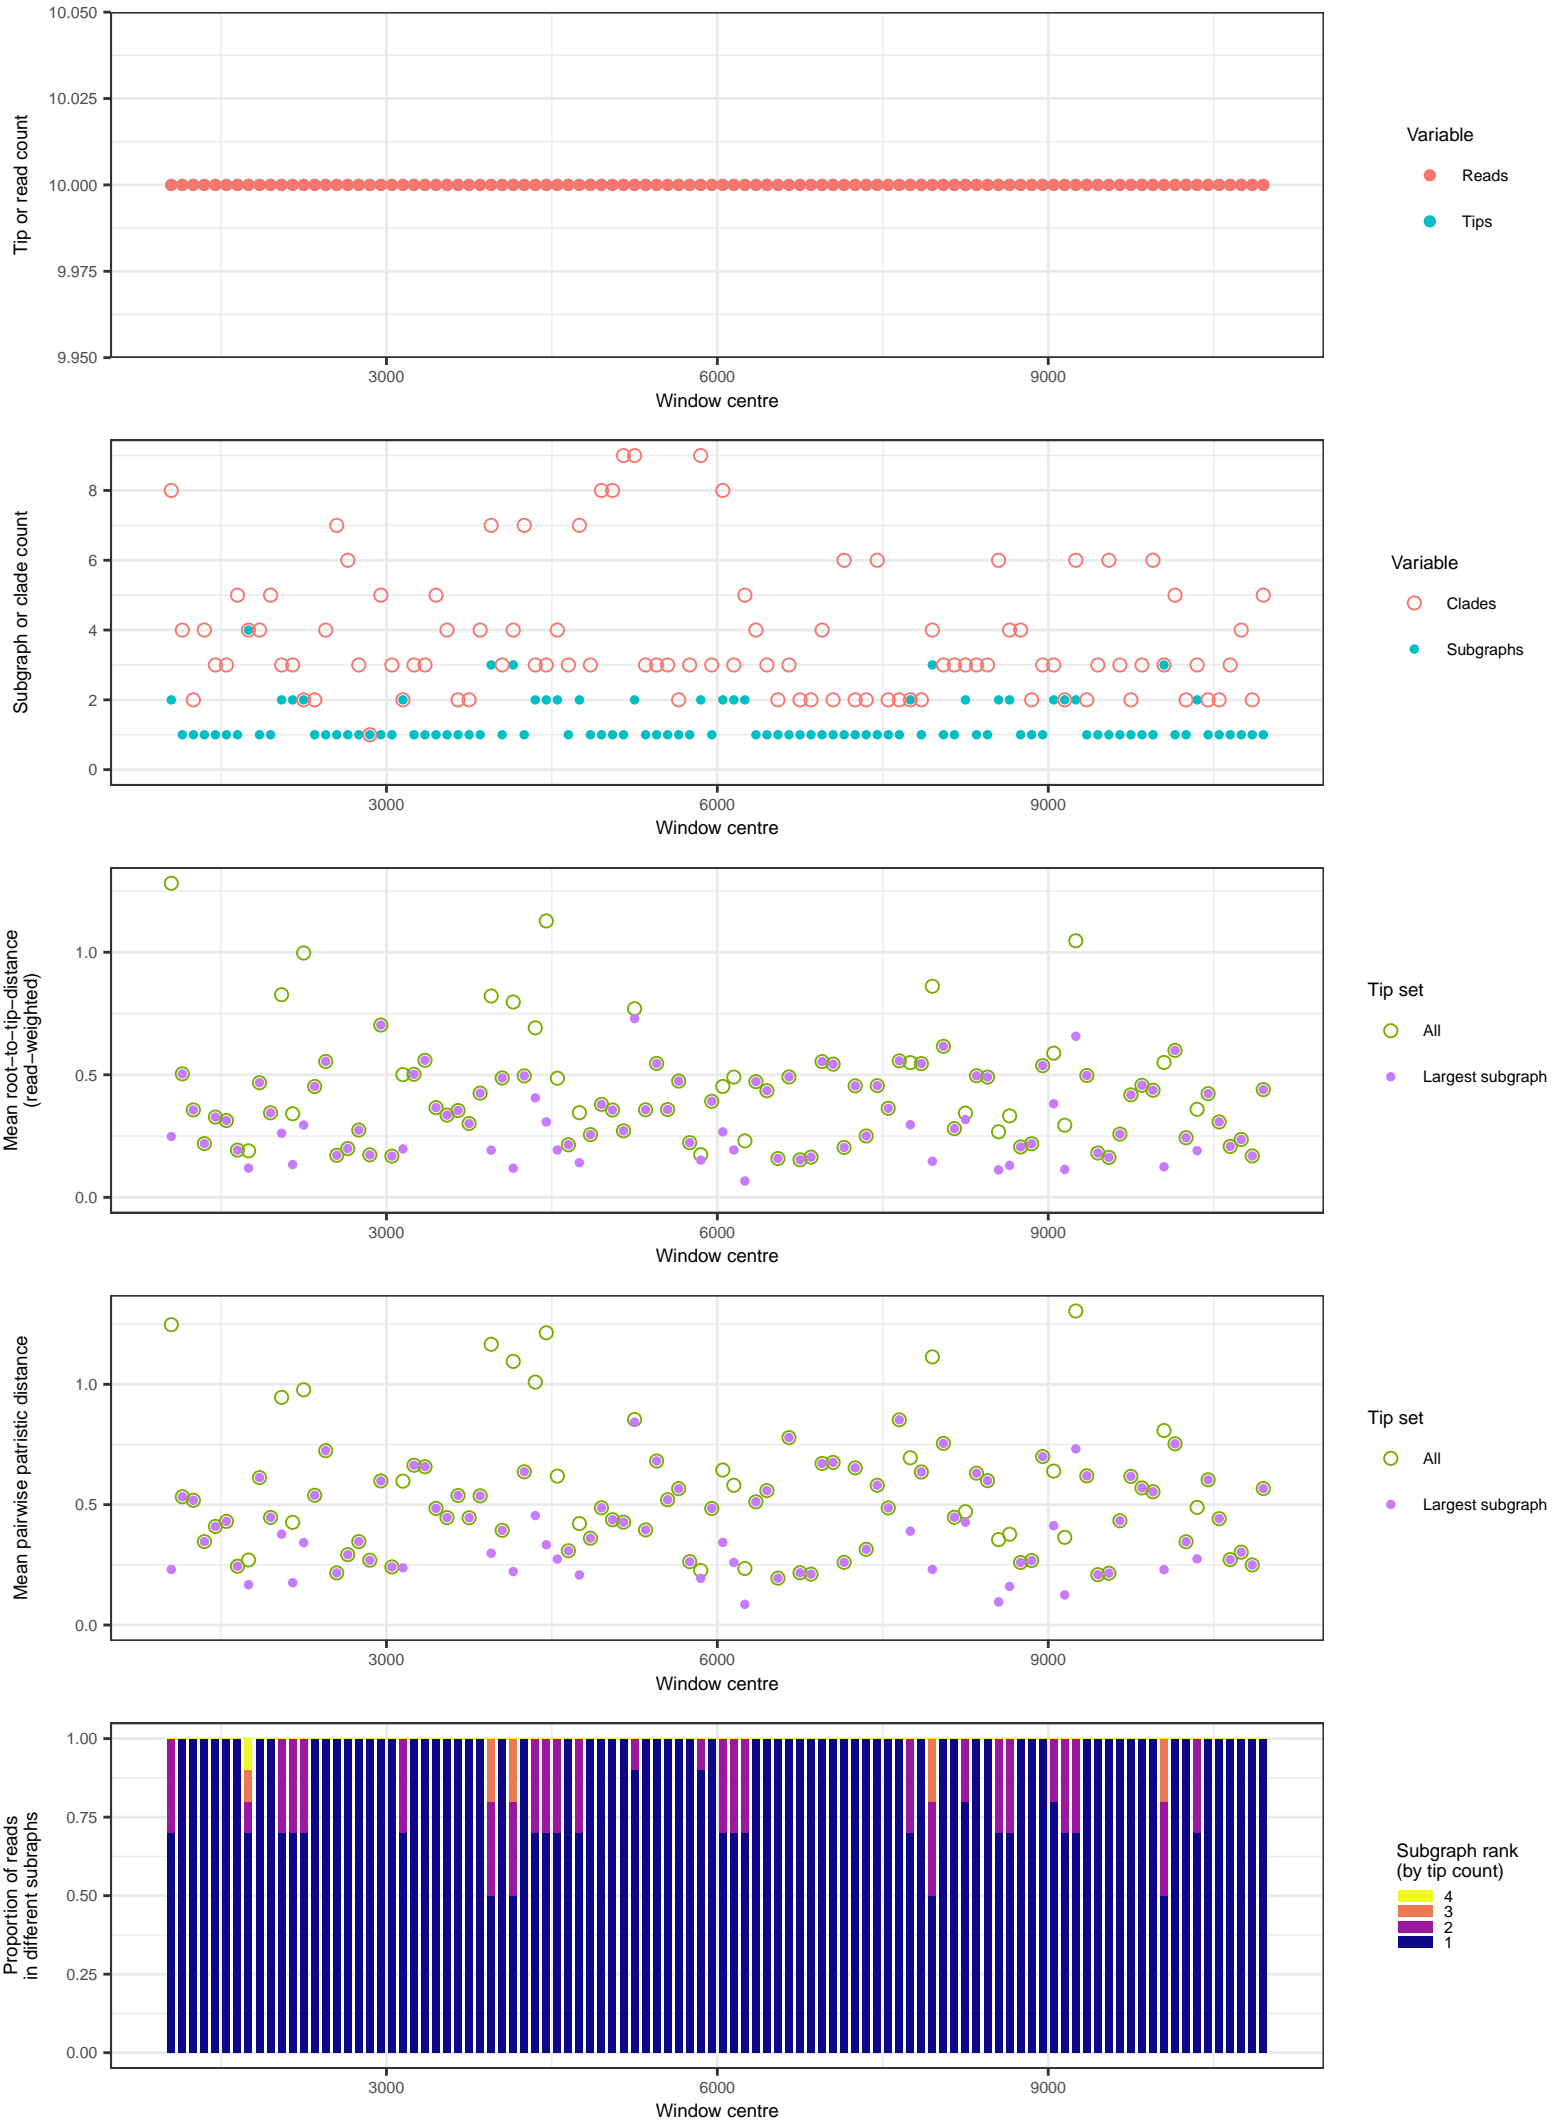 10.050
10.025
10.000
9.975
9.950
Tip or read count
3000
6000
9000
Window centre
Variable
Reads
Tips
8
6
4
2
0
Subgraph or clade count
3000
6000
9000
Window centre
Variable
Clades
Subgraphs
1.0
0.5
0.0
Mean root−to−tip−distance
(read−weighted)
3000
6000
9000
Window centre
Tip set
All
Largest subgraph
1.0
0.5
0.0
Mean pairwise patristic distance
3000
6000
9000
Window centre
Tip set
All
Largest subgraph
1.00
0.75
0.50
0.25
0.00
Proportion of reads
in different subraphs
3000
6000
9000
Window centre
Subgraph rank
(by tip count)
4
3
2
1